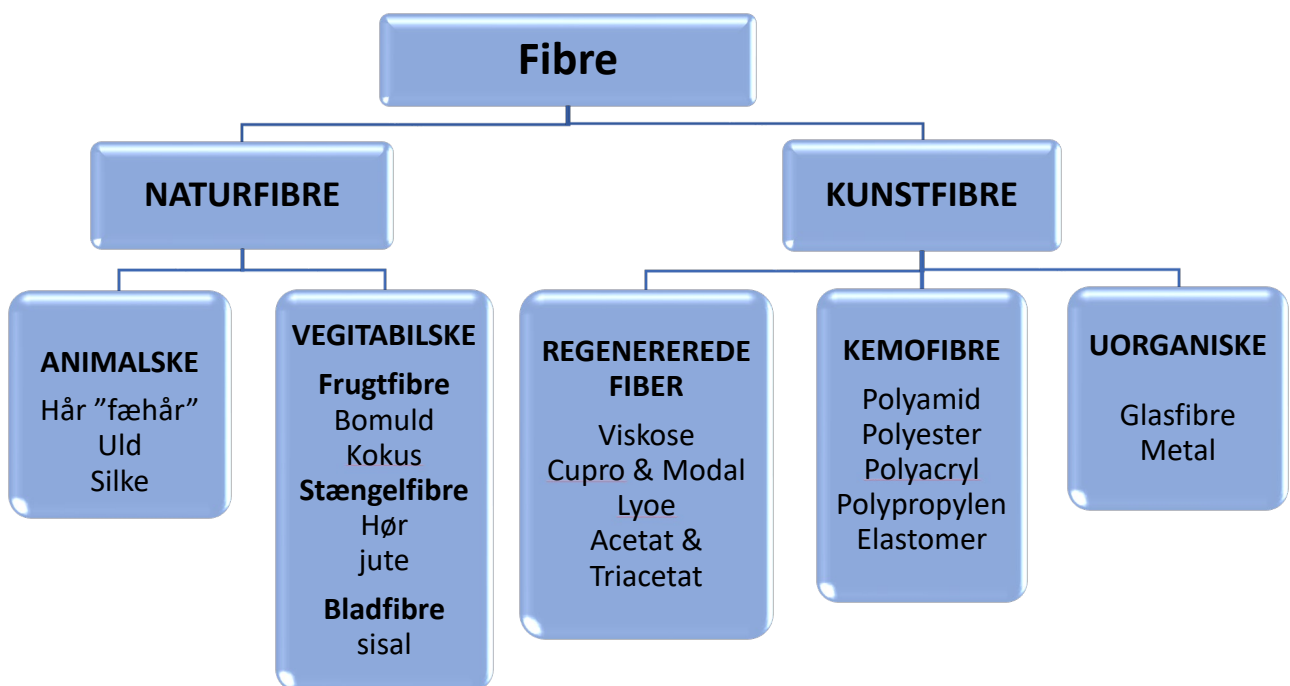 Fibre
NATURFIBRE
KUNSTFIBRE
ANIMALSKE
Hår ”fæhår”
Uld
Silke
VEGITABILSKE
Frugtfibre
Bomuld
Kokus
Stængelfibre
Hør
jute
Bladfibre
sisal
REGENEREREDE
FIBER
Viskose
Cupro & Modal
Lyoe
Acetat &
Triacetat
KEMOFIBRE
Polyamid
Polyester
Polyacryl
Polypropylen
Elastomer
UORGANISKE
Glasfibre
Metal